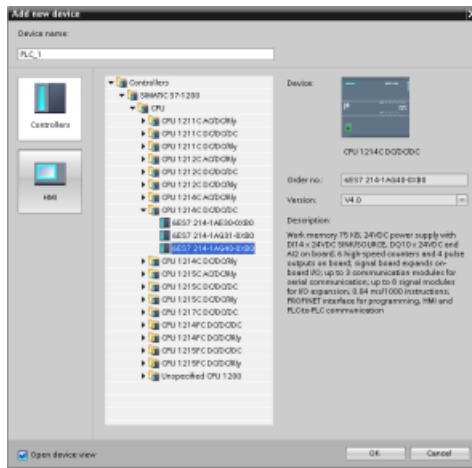 Add new device
Device name:
PLC_1
Controllers
HMI
Controllers
SIMATIC S7-1200
CPU
CPU 1211C AC/DC/Rly
CPU 1211C DC/DC/DC
CPU 1211C DC/DC/Rly
CPU 1212C AC/DC/Rly
CPU 1212C DC/DC/DC
CPU 1212C DC/DC/Rly
CPU 1214C AC/DC/Rly
CPU 1214C DC/DC/DC
6ES7 214-1AE30-0XB0
6ES7 214-1AG31-0XB0
6ES7 214-1AG40-0XB0
CPU 1214C DC/DC/Rly
CPU 1215C AC/DC/Rly
CPU 1215C DC/DC/DC
CPU 1215C DC/DC/Rly
CPU 1217C DC/DC/DC
CPU 1214FC DC/DC/DC
CPU 1214FC DC/DC/Rly
CPU 1215FC DC/DC/DC
CPU 1215FC DC/DC/Rly
Unspecified CPU 1200
Device:
CPU 1214C DC/DC/DC
Order no.: 6ES7 214-1AG40-0XB0
Version: V4.0
Description:
Work memory 75 KB; 24VDC power supply with
DI14 x 24VDC SINK/SOURCE, DQ10 x 24VDC and
AI2 on board; 6 high-speed counters and 4 pulse
outputs on board; signal board expands on-
board I/O; up to 3 communication modules for
serial communication; up to 8 signal modules
for I/O expansion; 0.04 ms/1000 instructions;
PROFINET interface for programming, HMI and
PLC-to-PLC communication
Open device view
OK
Cancel